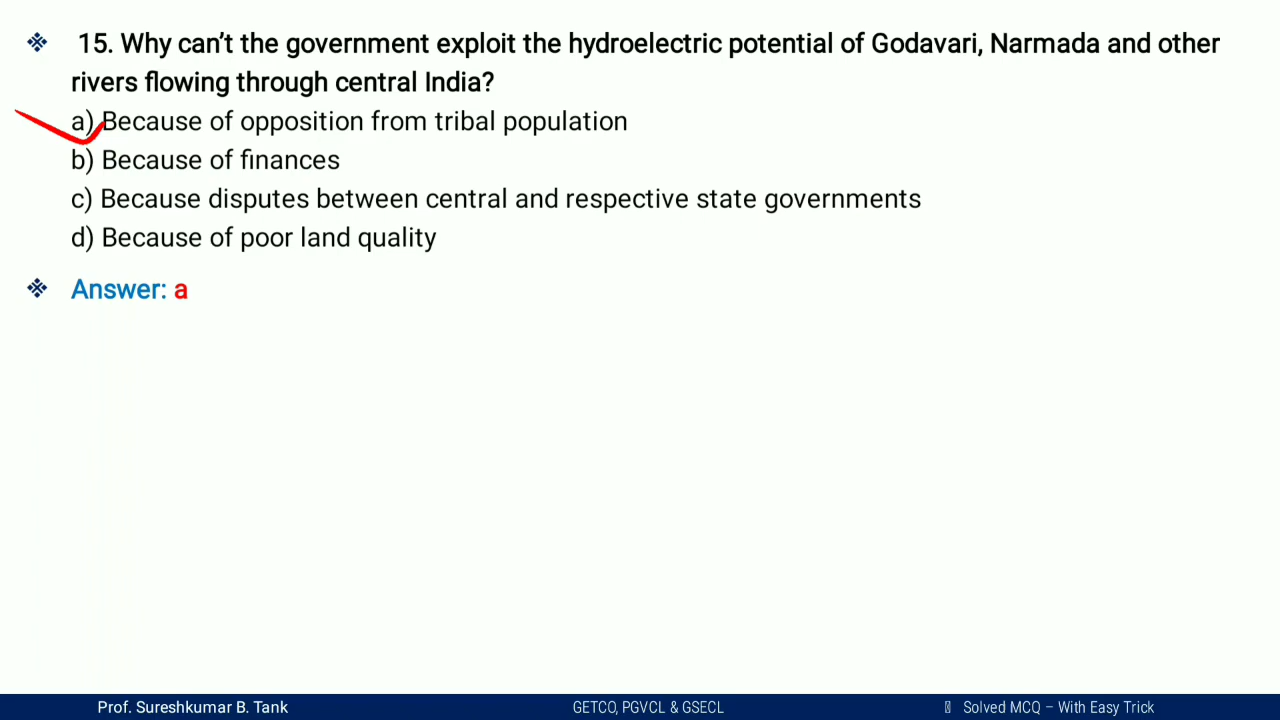 ❖ 15. Why can't the government exploit the hydroelectric potential of Godavari, Narmada and other
rivers flowing through central India?
a) Because of opposition from tribal population
b) Because of finances
c) Because disputes between central and respective state governments
d) Because of poor land quality
❖ Answer: a
Prof. Sureshkumar B. Tank GETCO, PGVCL & GSECL Solved MCQ – With Easy Trick